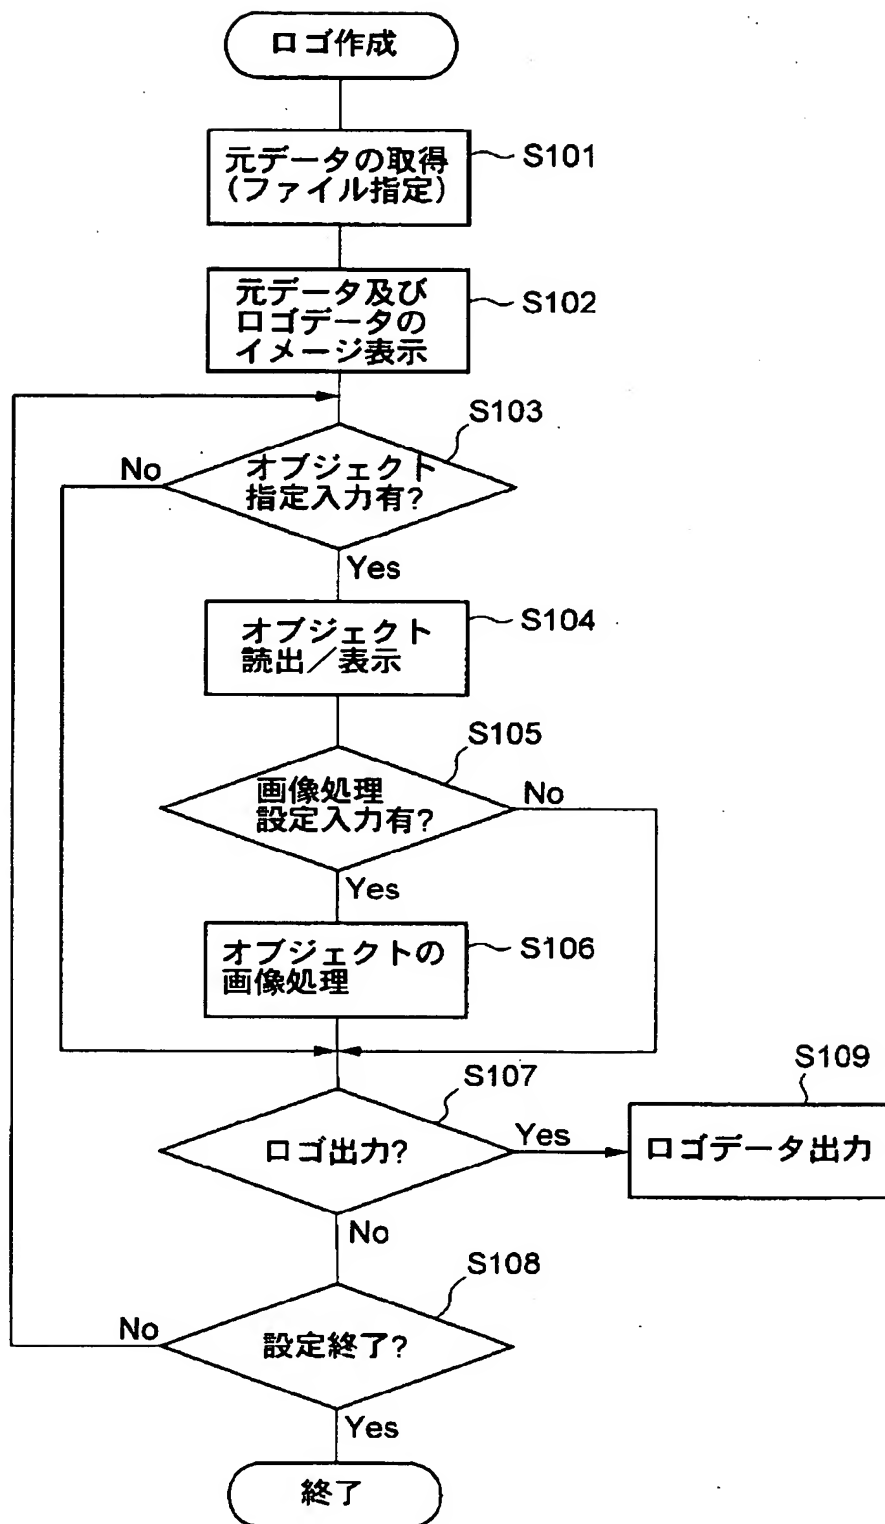 ロゴ作成
元データの取得
(ファイル指定)
S101
元データ及び
ロゴデータの
イメージ表示
S102
S103
No
オブジェクト
指定入力有?
Yes
オブジェクト
読出/表示
S104
S105
画像処理
設定入力有?
No
Yes
オブジェクトの
画像処理
S106
S107
ロゴ出力?
Yes
S109
ロゴデータ出力
No
S108
No
設定終了?
Yes
終了